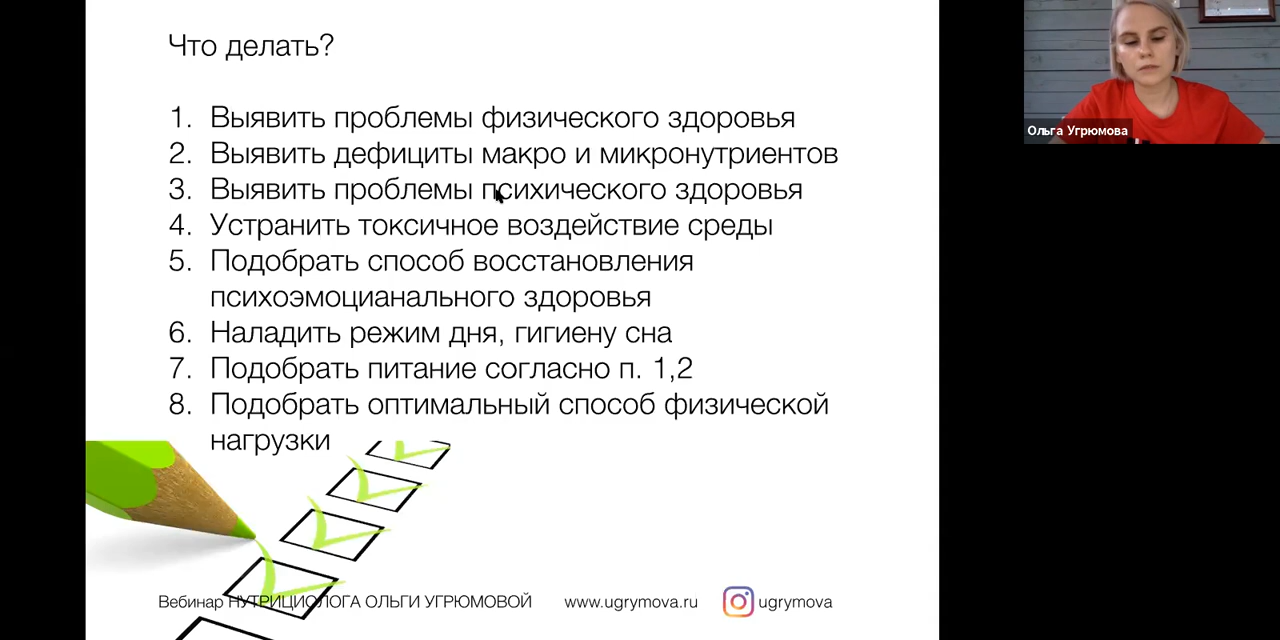 Что делать?
1. Выявить проблемы физического здоровья
2. Выявить дефициты макро и микронутриентов
3. Выявить проблемы психического здоровья
4. Устранить токсичное воздействие среды
5. Подобрать способ восстановления
психоэмоцианального здоровья
6. Наладить режим дня, гигиену сна
7. Подобрать питание согласно п. 1,2
8. Подобрать оптимальный способ физической
нагрузки
Вебинар НУТРИЦИОЛОГА ОЛЬГИ УГРЮМОВОЙ www.ugrymova.ru ugrymova
Ольга Угрюмова